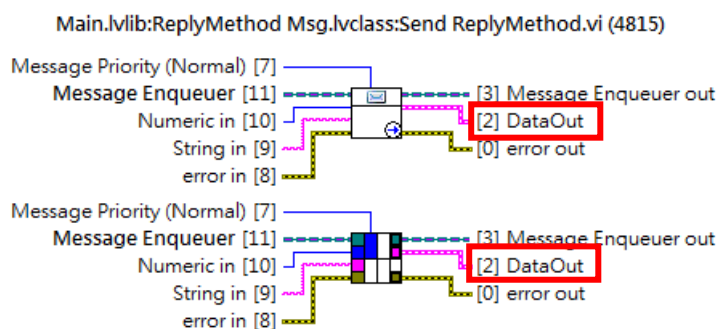 Main.lvlib:ReplyMethod Msg.lvclass:Send ReplyMethod.vi (4815)
Message Priority (Normal) [7]
Message Enqueuer [11]
[3] Message Enqueuer out
Numeric in [10]
[2] DataOut
String in [9]
[0] error out
error in [8]
Message Priority (Normal) [7]
Message Enqueuer [11]
[3] Message Enqueuer out
Numeric in [10]
[2] DataOut
String in [9]
[0] error out
error in [8]